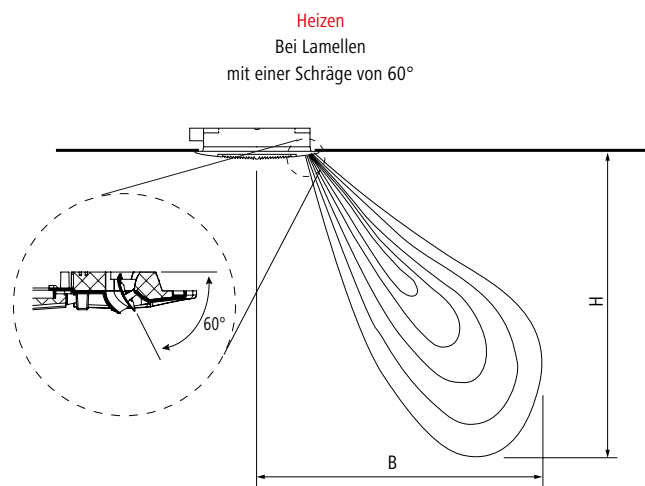 Heizen
Bei Lamellen
mit einer Schräge von 60°
60°
H
B